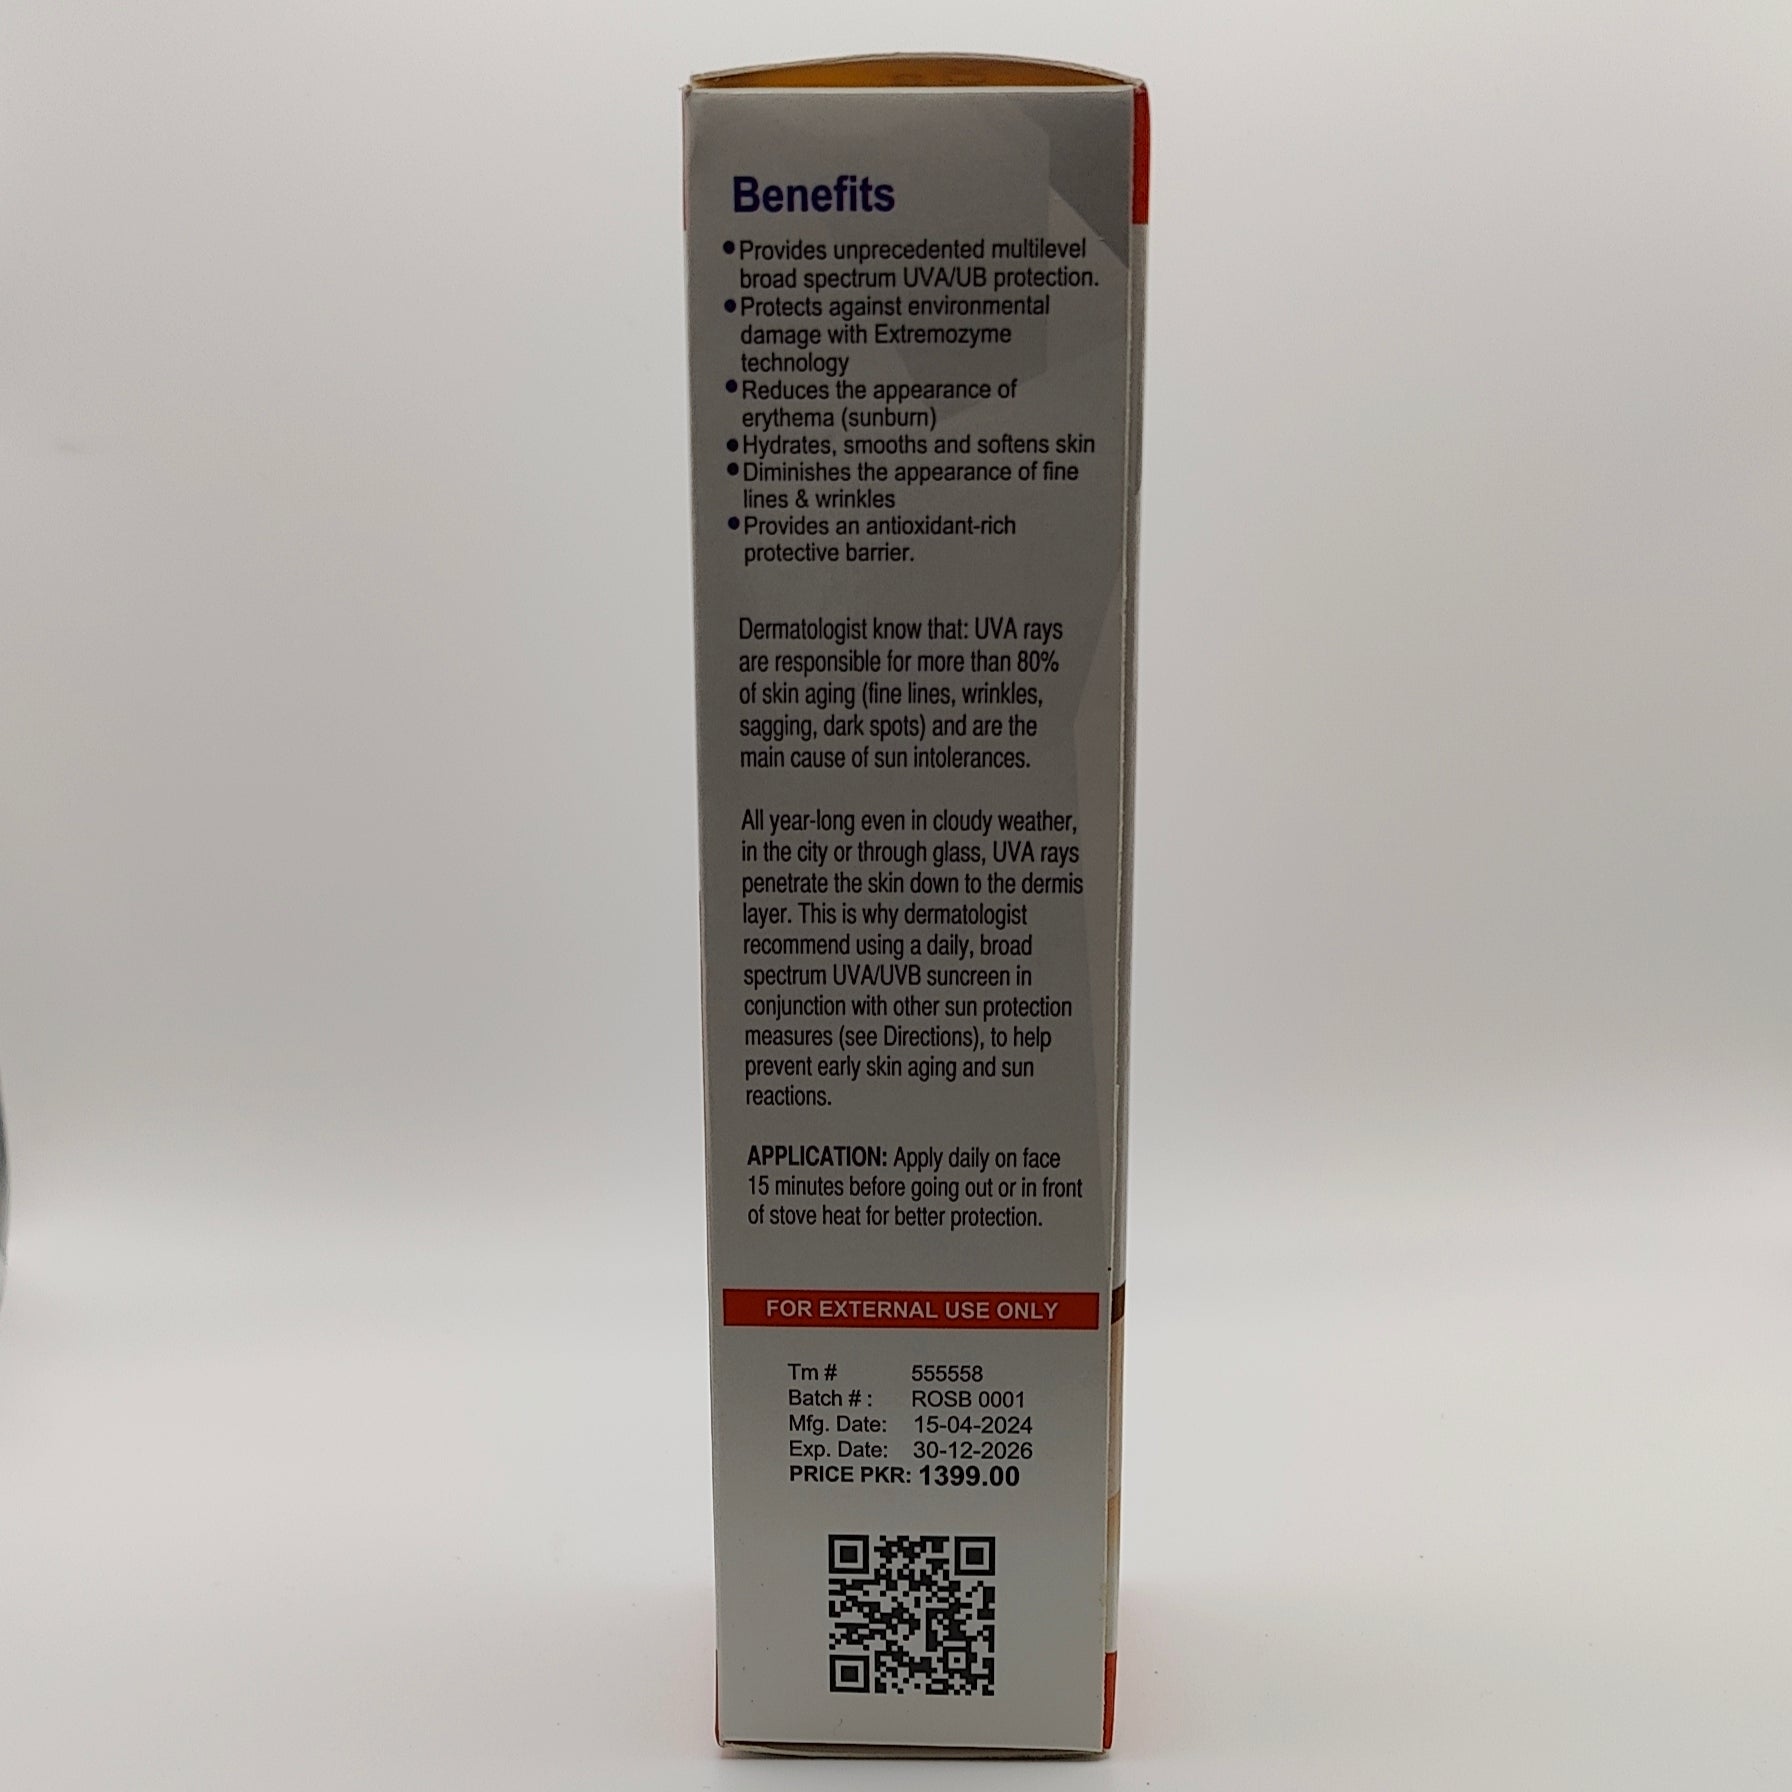 Benefits
● Provides unprecedented multilevel
broad spectrum UVA/UB protection.
● Protects against environmental
damage with Extremozyme
technology
● Reduces the appearance of
erythema (sunburn)
● Hydrates, smooths and softens skin
● Diminishes the appearance of fine
lines & wrinkles
● Provides an antioxidant-rich
protective barrier.
Dermatologist know that: UVA rays
are responsible for more than 80%
of skin aging (fine lines, wrinkles,
sagging, dark spots) and are the
main cause of sun intolerances.
All year-long even in cloudy weather,
in the city or through glass, UVA rays
penetrate the skin down to the dermis
layer. This is why dermatologist
recommend using a daily, broad
spectrum UVA/UVB suncreen in
conjunction with other sun protection
measures (see Directions), to help
prevent early skin aging and sun
reactions.
APPLICATION: Apply daily on face
15 minutes before going out or in front
of stove heat for better protection.
FOR EXTERNAL USE ONLY
Tm # 555558
Batch # : ROSB 0001
Mfg. Date: 15-04-2024
Exp. Date: 30-12-2026
PRICE PKR: 1399.00